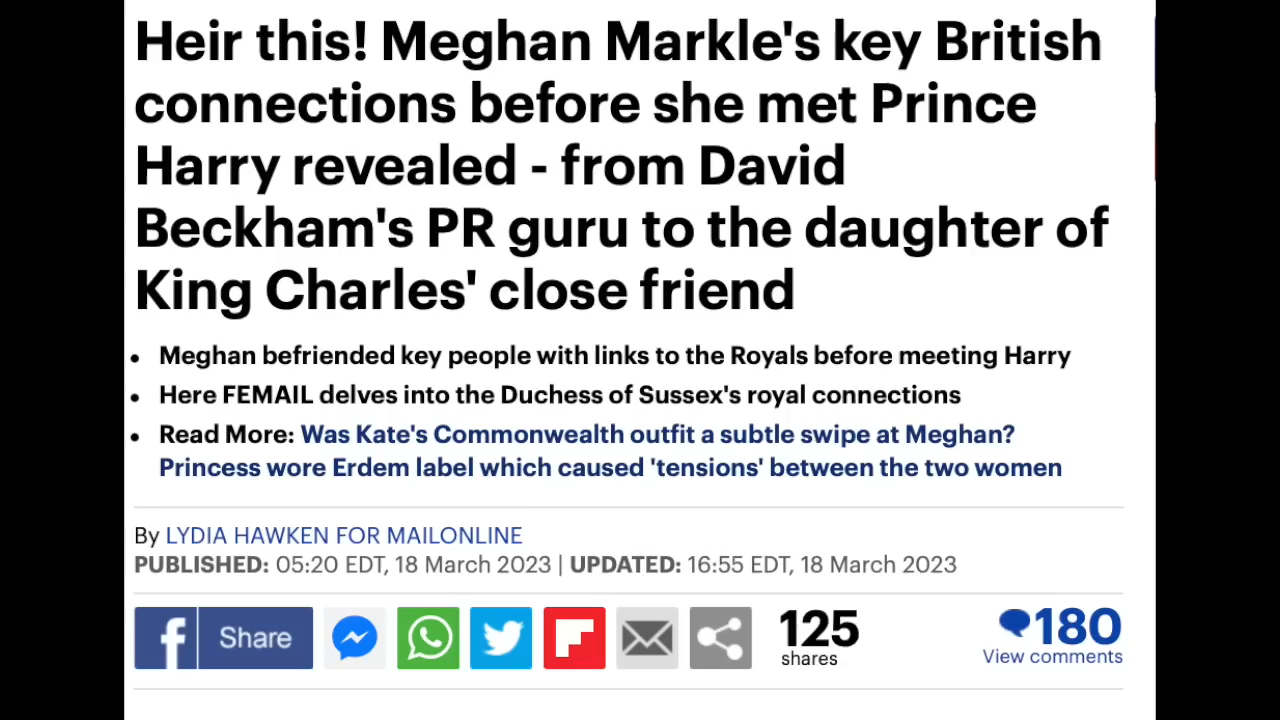 Heir this! Meghan Markle's key British
connections before she met Prince
Harry revealed - from David
Beckham's PR guru to the daughter of
King Charles' close friend
• Meghan befriended key people with links to the Royals before meeting Harry
• Here FEMAIL delves into the Duchess of Sussex's royal connections
• Read More: Was Kate's Commonwealth outfit a subtle swipe at Meghan?
Princess wore Erdem label which caused 'tensions' between the two women
By LYDIA HAWKEN FOR MAILONLINE
PUBLISHED: 05:20 EDT, 18 March 2023 | UPDATED: 16:55 EDT, 18 March 2023
f Share
125
shares
180
View comments